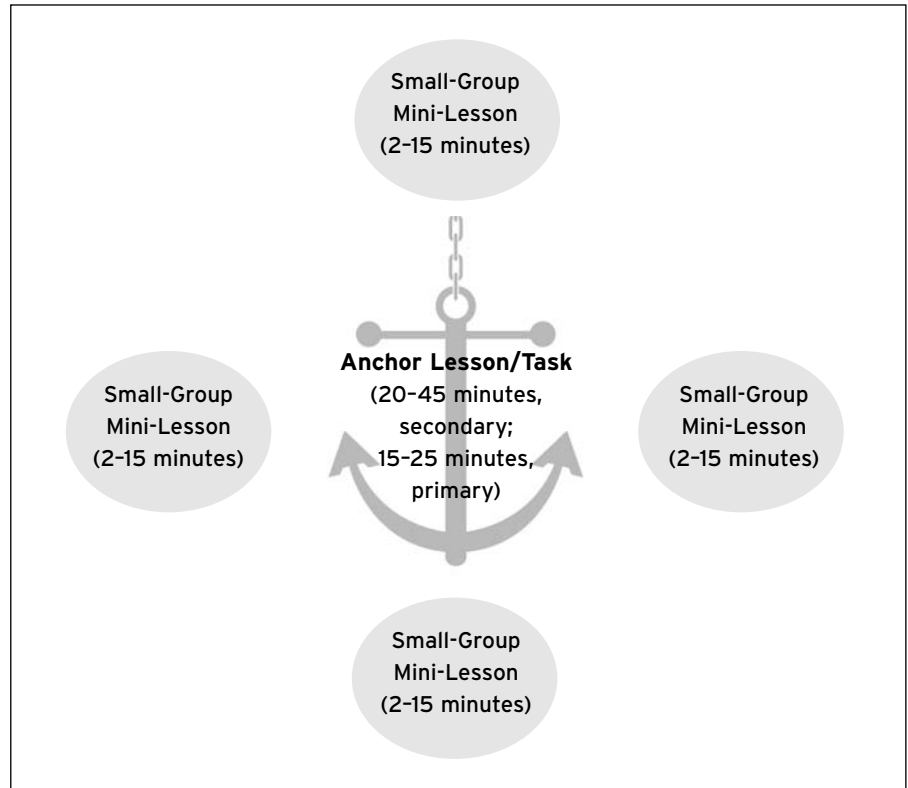 Small-Group
Mini-Lesson
(2–15 minutes)
Anchor Lesson/Task
(20–45 minutes,
secondary;
15–25 minutes,
primary)
Small-Group
Mini-Lesson
(2–15 minutes)
Small-Group
Mini-Lesson
(2–15 minutes)
Small-Group
Mini-Lesson
(2–15 minutes)